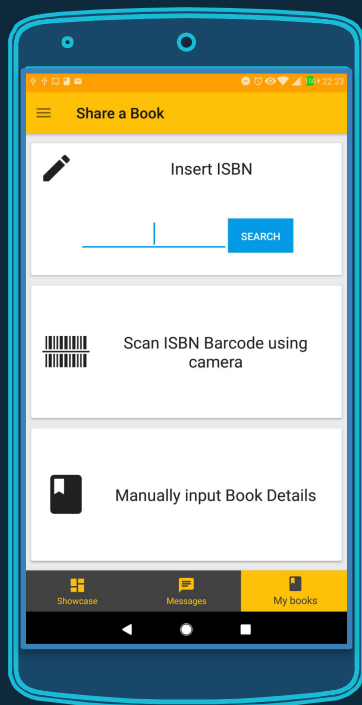 22:23
Share a Book
Insert ISBN
SEARCH
Scan ISBN Barcode using
camera
Manually input Book Details
Showcase
Messages
My books